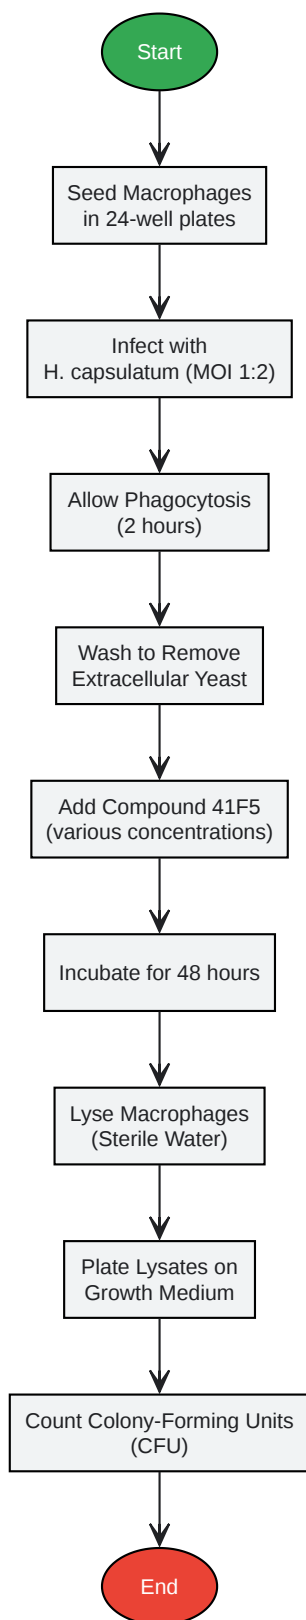 Start
Seed Macrophages
in 24-well plates
Infect with
H. capsulatum (MOI 1:2)
Allow Phagocytosis
(2 hours)
Wash to Remove
Extracellular Yeast
Add Compound 41F5
(various concentrations)
Incubate for 48 hours
Lyse Macrophages
(Sterile Water)
Plate Lysates on
Growth Medium
Count Colony-Forming Units
(CFU)
End